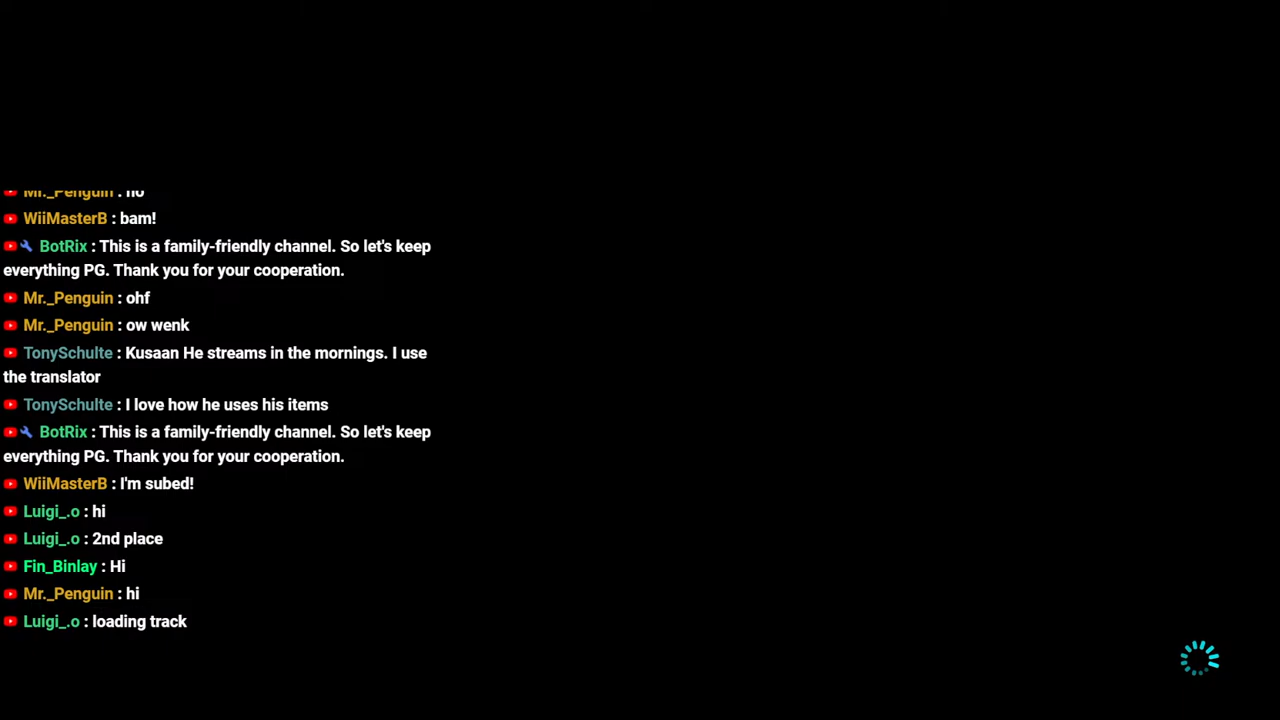 Mr._Penguin : no
WiiMasterB : bam!
BotRix : This is a family-friendly channel. So let's keep
everything PG. Thank you for your cooperation.
Mr._Penguin : ohf
Mr._Penguin : ow wenk
TonySchulte : Kusaan He streams in the mornings. I use
the translator
TonySchulte : I love how he uses his items
BotRix : This is a family-friendly channel. So let's keep
everything PG. Thank you for your cooperation.
WiiMasterB : I'm subed!
Luigi_.o : hi
Luigi_.o : 2nd place
Fin_Binlay : Hi
Mr._Penguin : hi
Luigi_.o : loading track